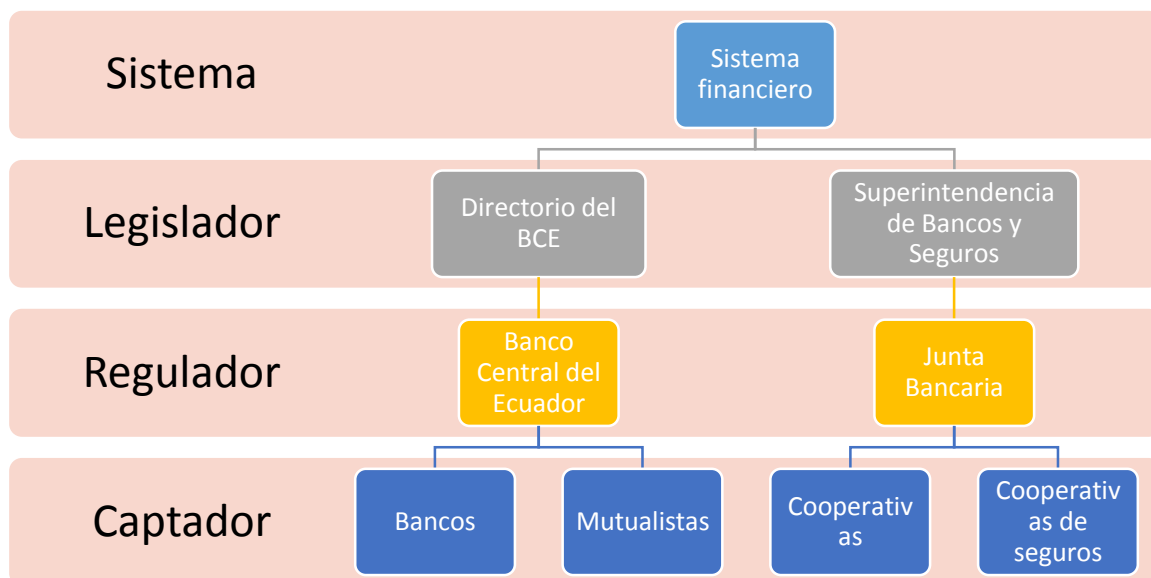 Sistema
Sistema
financiero
Legislador
Directorio del
BCE
Superintendencia
de Bancos y
Seguros
Regulador
Banco
Central del
Ecuador
Junta
Bancaria
Captador
Bancos
Mutualistas
Cooperativ
as
Cooperativ
as de
seguros